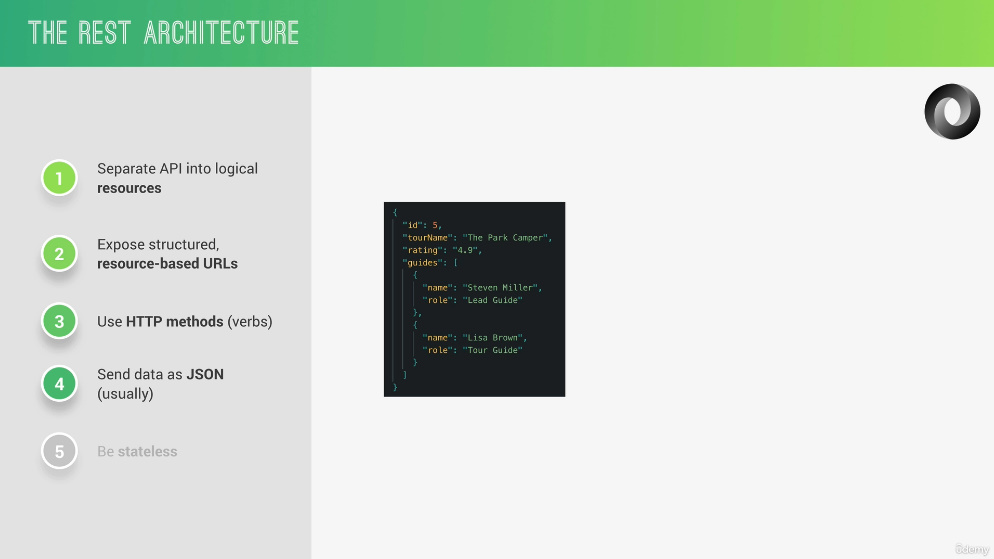 THE REST ARCHITECTURE
1
Separate API into logical
resources
2
Expose structured,
resource-based URLs
3
Use HTTP methods (verbs)
4
Send data as JSON
(usually)
5
Be stateless
{
"id": 5,
"tourName": "The Park Camper",
"rating": "4.9",
"guides": [
{
"name": "Steven Miller",
"role": "Lead Guide"
},
{
"name": "Lisa Brown",
"role": "Tour Guide"
}
]
}
ûdemy